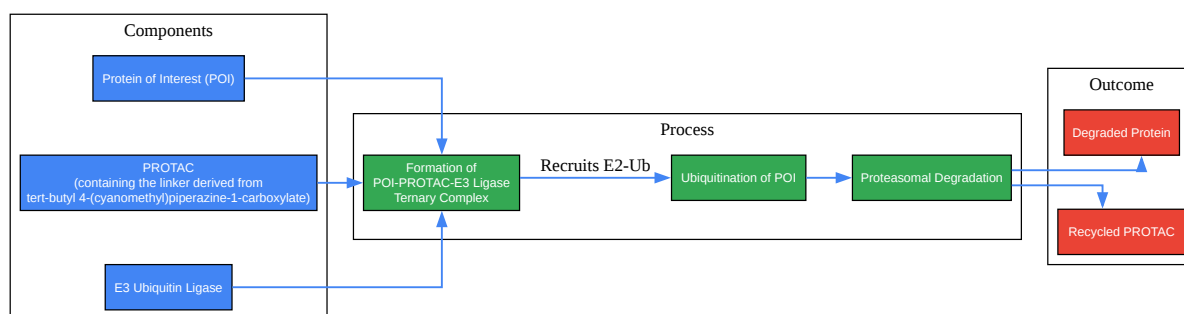 Components
Protein of Interest (POI)
PROTAC
(containing the linker derived from
tert-butyl 4-(cyanomethyl)piperazine-1-carboxylate)
E3 Ubiquitin Ligase
Process
Formation of
POI-PROTAC-E3 Ligase
Ternary Complex
Recruits E2-Ub
Ubiquitination of POI
Proteasomal Degradation
Outcome
Degraded Protein
Recycled PROTAC